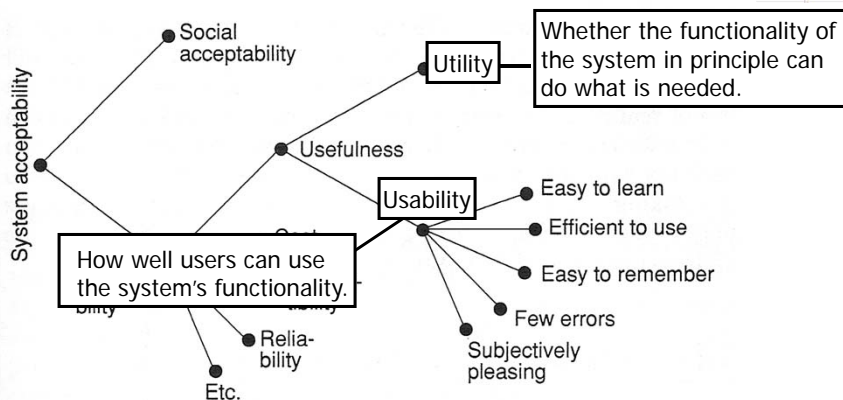 Social
acceptability
Utility
Whether the functionality of
the system in principle can
do what is needed.
System acceptability
Usefulness
Usability
Easy to learn
Efficient to use
Easy to remember
Few errors
Subjectively
pleasing
How well users can use
the system's functionality.
bility
Relia-
bility
Etc.